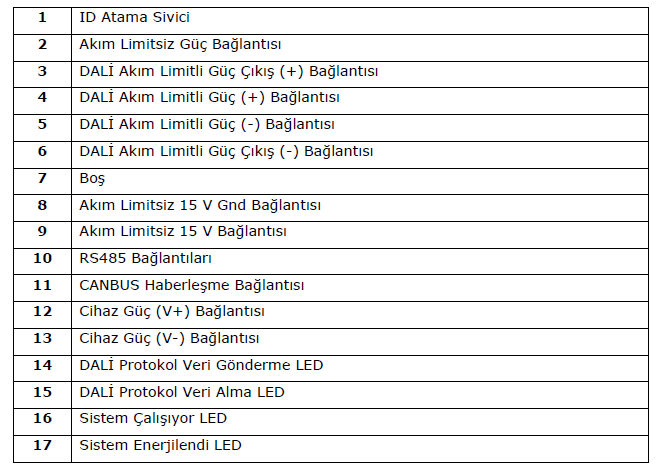 1 ID Atama Sivici
2 Akım Limitsiz Güç Bağlantısı
3 DALİ Akım Limitli Güç Çıkış (+) Bağlantısı
4 DALİ Akım Limitli Güç (+) Bağlantısı
5 DALİ Akım Limitli Güç (-) Bağlantısı
6 DALİ Akım Limitli Güç Çıkış (-) Bağlantısı
7 Boş
8 Akım Limitsiz 15 V Gnd Bağlantısı
9 Akım Limitsiz 15 V Bağlantısı
10 RS485 Bağlantıları
11 CANBUS Haberleşme Bağlantısı
12 Cihaz Güç (V+) Bağlantısı
13 Cihaz Güç (V-) Bağlantısı
14 DALİ Protokol Veri Gönderme LED
15 DALİ Protokol Veri Alma LED
16 Sistem Çalışıyor LED
17 Sistem Enerjilendi LED